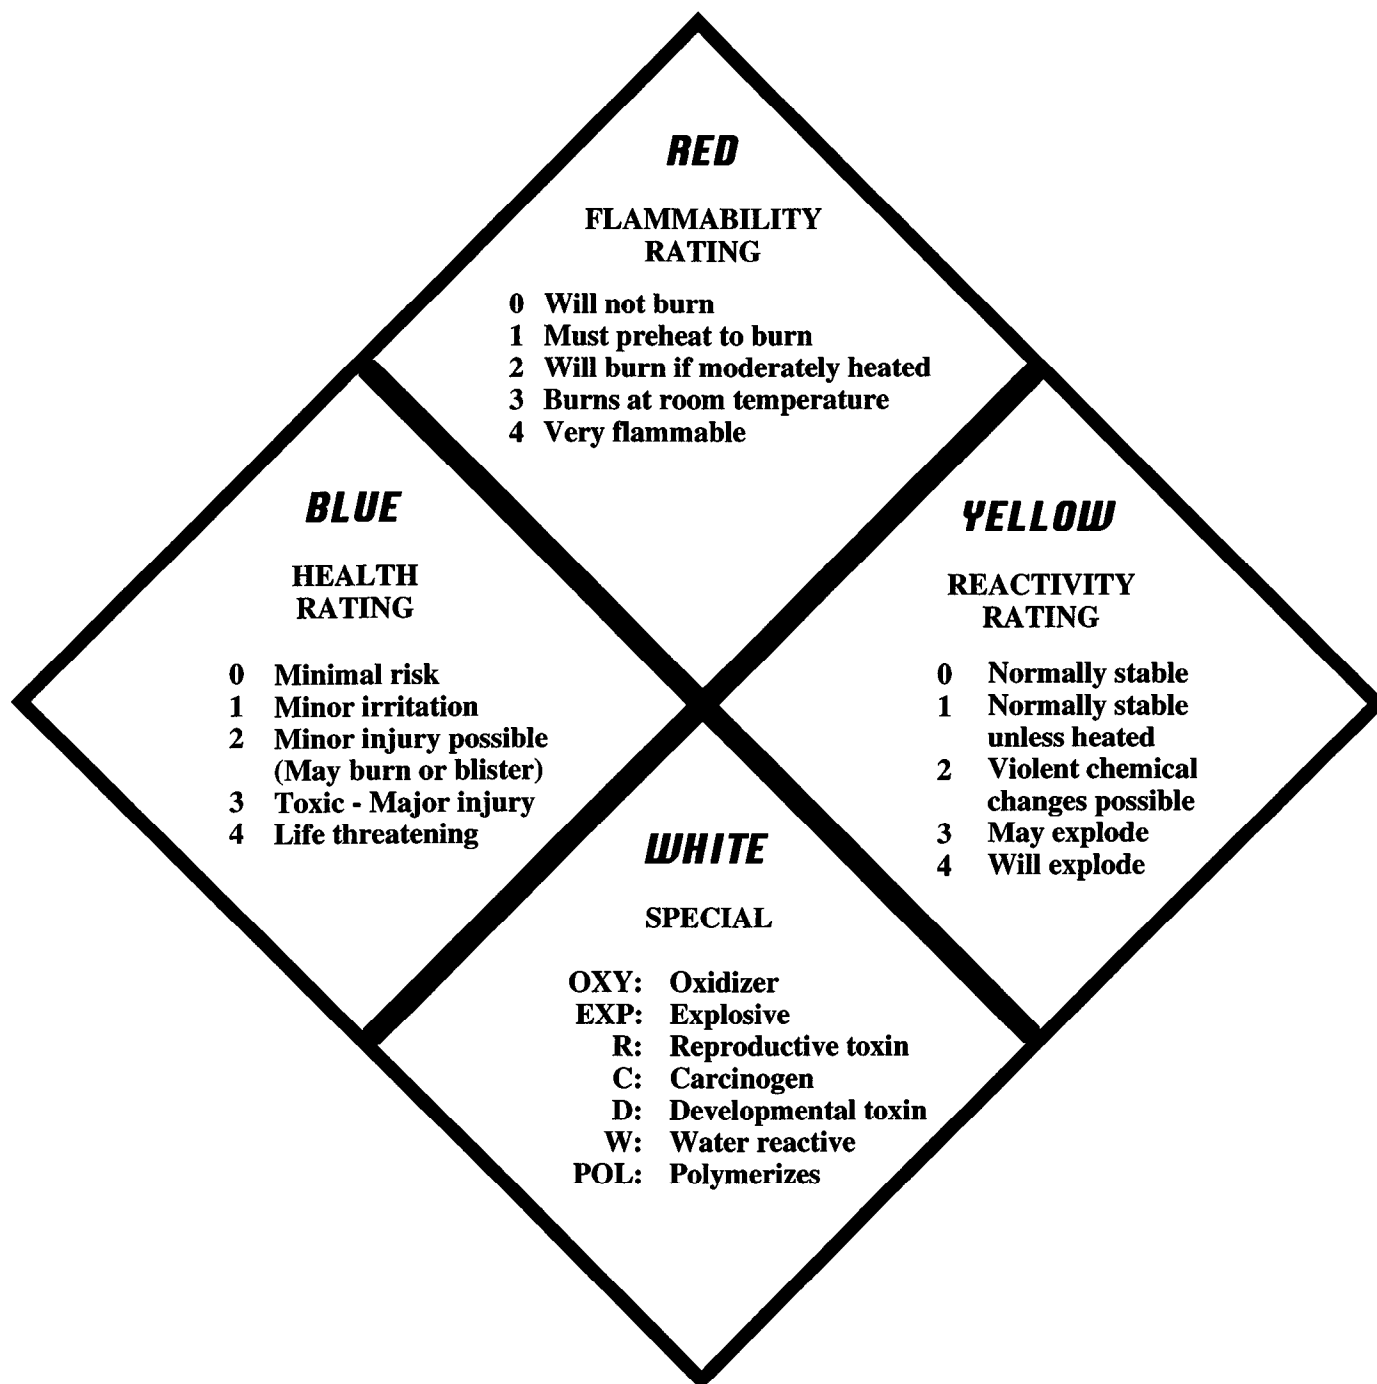 RED
FLAMMABILITY
RATING
0 Will not burn
1 Must preheat to burn
2 Will burn if moderately heated
3 Burns at room temperature
4 Very flammable
BLUE
HEALTH
RATING
0 Minimal risk
1 Minor irritation
2 Minor injury possible
(May burn or blister)
3 Toxic - Major injury
4 Life threatening
YELLOW
REACTIVITY
RATING
0 Normally stable
1 Normally stable
unless heated
2 Violent chemical
changes possible
3 May explode
4 Will explode
WHITE
SPECIAL
OXY: Oxidizer
EXP: Explosive
R: Reproductive toxin
C: Carcinogen
D: Developmental toxin
W: Water reactive
POL: Polymerizes